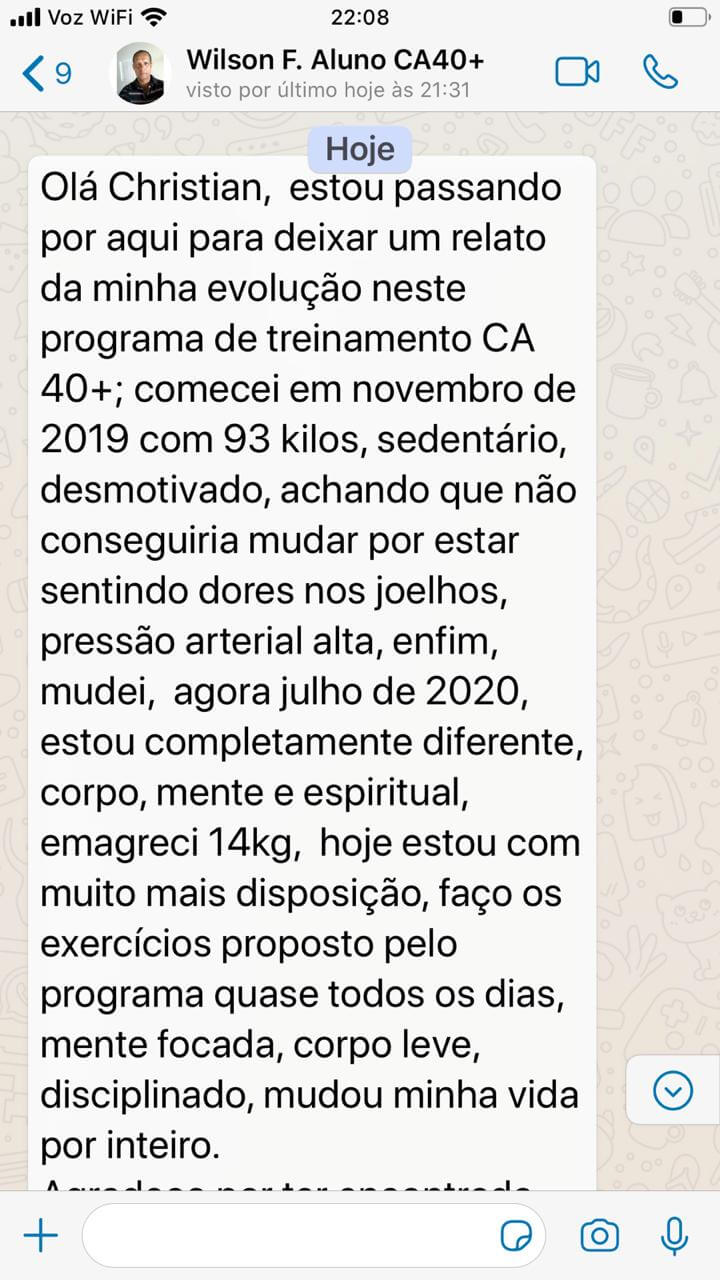 Voz WiFi 22:08
9 Wilson F. Aluno CA40+
visto por último hoje às 21:31
Hoje
Olá Christian,  estou passando
por aqui para deixar um relato
da minha evolução neste
programa de treinamento CA
40+; comecei em novembro de
2019 com 93 kilos, sedentário,
desmotivado, achando que não
conseguiria mudar por estar
sentindo dores nos joelhos,
pressão arterial alta, enfim,
mudei,  agora julho de 2020,
estou completamente diferente,
corpo, mente e espiritual,
emagreci 14kg,  hoje estou com
muito mais disposição, faço os
exercícios proposto pelo
programa quase todos os dias,
mente focada, corpo leve,
disciplinado, mudou minha vida
por inteiro.